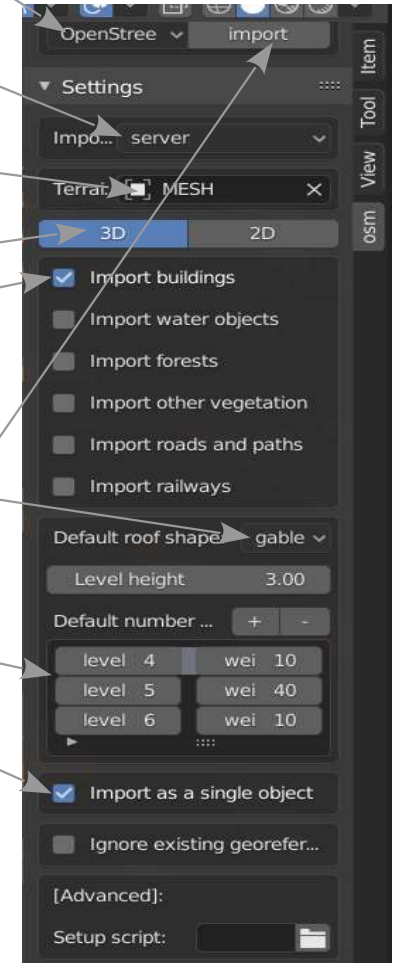 OpenStree import
Settings
Impo... server
Terrai: MESH
3D 2D
Import buildings
Import water objects
Import forests
Import other vegetation
Import roads and paths
Import railways
Default roof shape gable
Level height 3.00
Default number ... + -
level 4 wei 10
level 5 wei 40
level 6 wei 10
Import as a single object
Ignore existing georefer...
[Advanced]:
Setup script:
Item
Tool
View
osm